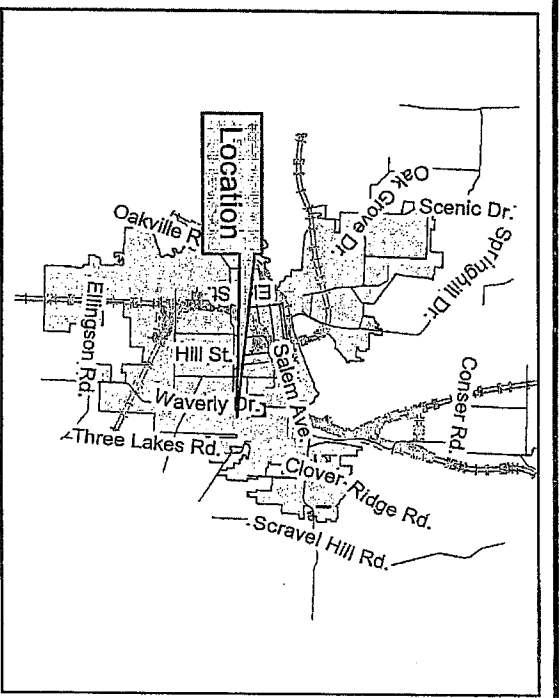 Location
Oak Grove Dr.
Scenic Dr.
Springhill Dr.
Oakville R
Ellingson Rd.
St.
Hill St.
Salem Ave.
Waverly Dr.
Three Lakes Rd.
Conser Rd.
Clover Ridge Rd.
Scravel Hill Rd.